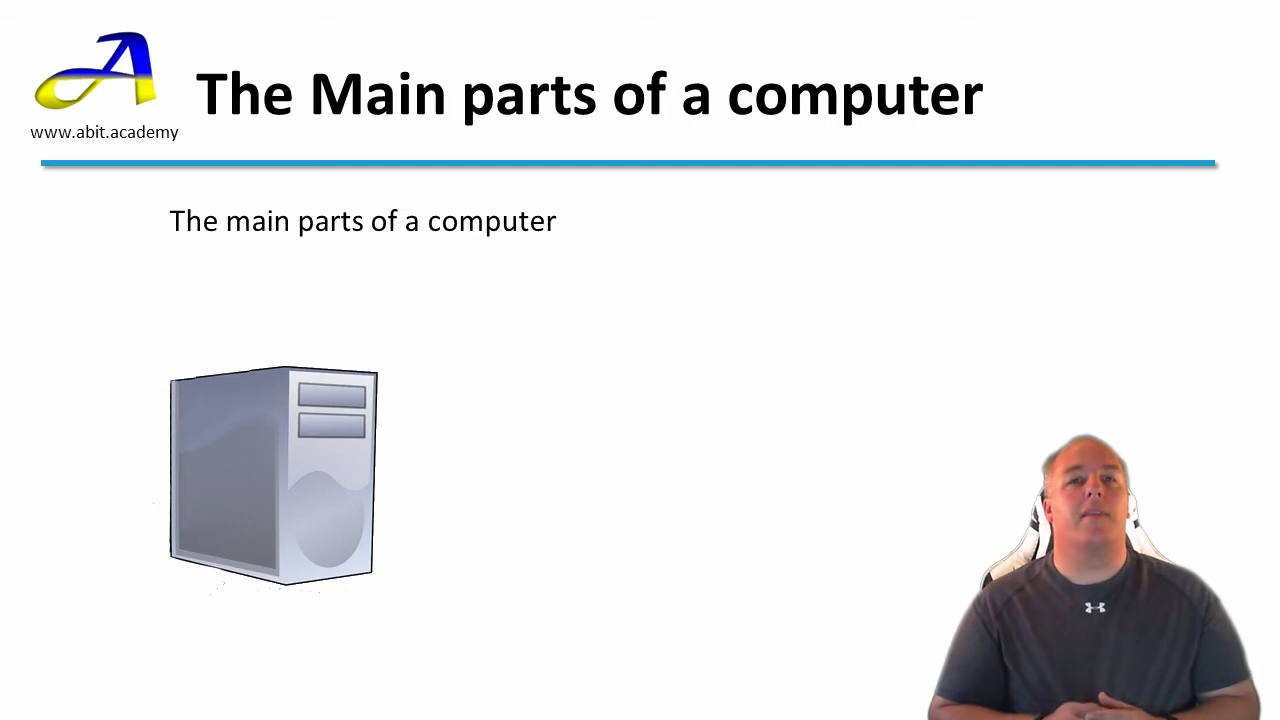 The Main parts of a computer
www.abit.academy
The main parts of a computer